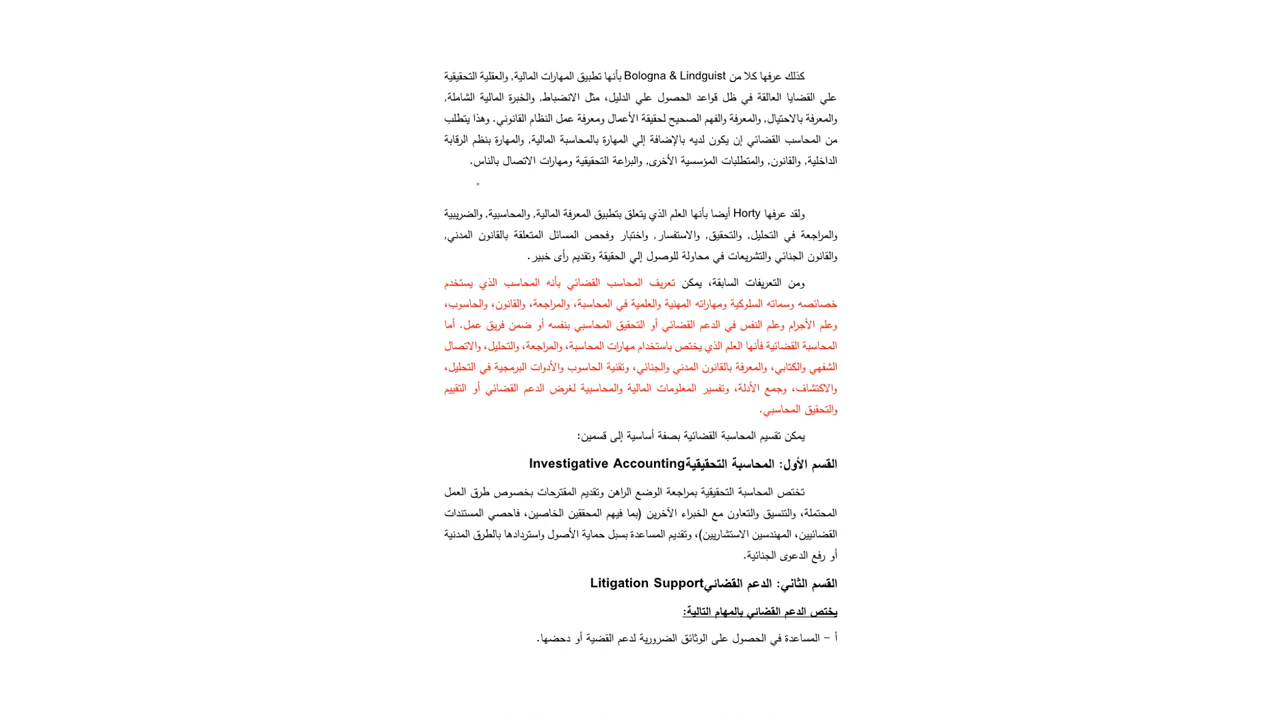 كذلك عرفها كلا من Bologna & Lindguist بأنها تطبيق المهارات المالية, والعقلية التحقيقية
علي القضايا العالقة في ظل قواعد الحصول علي الدليل، مثل الانضباط, والخبرة المالية الشاملة,
والمعرفة بالاحتيال, والمعرفة والفهم الصحيح لحقيقة الأعمال ومعرفة عمل النظام القانوني. وهذا يتطلب
من المحاسب القضائي إن يكون لديه بالإضافة إلي المهارة بالمحاسبة المالية, والمهارة بنظم الرقابة
الداخلية, والقانون, والمتطلبات المؤسسية الأخرى, والبراعة التحقيقية ومهارات الاتصال بالناس.
ولقد عرفها Horty أيضا بأنها العلم الذي يتعلق بتطبيق المعرفة المالية, والمحاسبية, والضريبية
والمراجعة في التحليل, والتحقيق, والاستفسار, واختبار وفحص المسائل المتعلقة بالقانون المدني,
والقانون الجنائي والتشريعات في محاولة للوصول إلي الحقيقة وتقديم رأى خبير .
ومن التعريفات السابقة، يمكن تعريف المحاسب القضائي بأنه المحاسب الذي يستخدم
خصائصه وسماته السلوكية ومهاراته المهنية والعلمية في المحاسبة، والمراجعة، والقانون، والحاسوب،
وعلم الأجرام وعلم النفس في الدعم القضائي أو التحقيق المحاسبي بنفسه أو ضمن فريق عمل. أما
المحاسبة القضائية فأنها العلم الذي يختص باستخدام مهارات المحاسبة، والمراجعة، والتحليل، والاتصال
الشفهي والكتابي، والمعرفة بالقانون المدني والجنائي، وتقنية الحاسوب والأدوات البرمجية في التحليل،
والاكتشاف، وجمع الأدلة، وتفسير المعلومات المالية والمحاسبية لغرض الدعم القضائي أو التقييم
والتحقيق المحاسبي.
يمكن تقسيم المحاسبة القضائية بصفة أساسية إلى قسمين:
القسم الأول: المحاسبة التحقيقيةInvestigative Accounting
تختص المحاسبة التحقيقية بمراجعة الوضع الراهن وتقديم المقترحات بخصوص طرق العمل
المحتملة، والتنسيق والتعاون مع الخبراء الآخرين (بما فيهم المحققين الخاصين، فاحصي المستندات
القضائيين، المهندسين الاستشاريين)، وتقديم المساعدة بسبل حماية الأصول واستردادها بالطرق المدنية
أو رفع الدعوى الجنائية.
القسم الثاني: الدعم القضائيLitigation Support
يختص الدعم القضائي بالمهام التالية:
أ – المساعدة في الحصول على الوثائق الضرورية لدعم القضية أو دحضها.